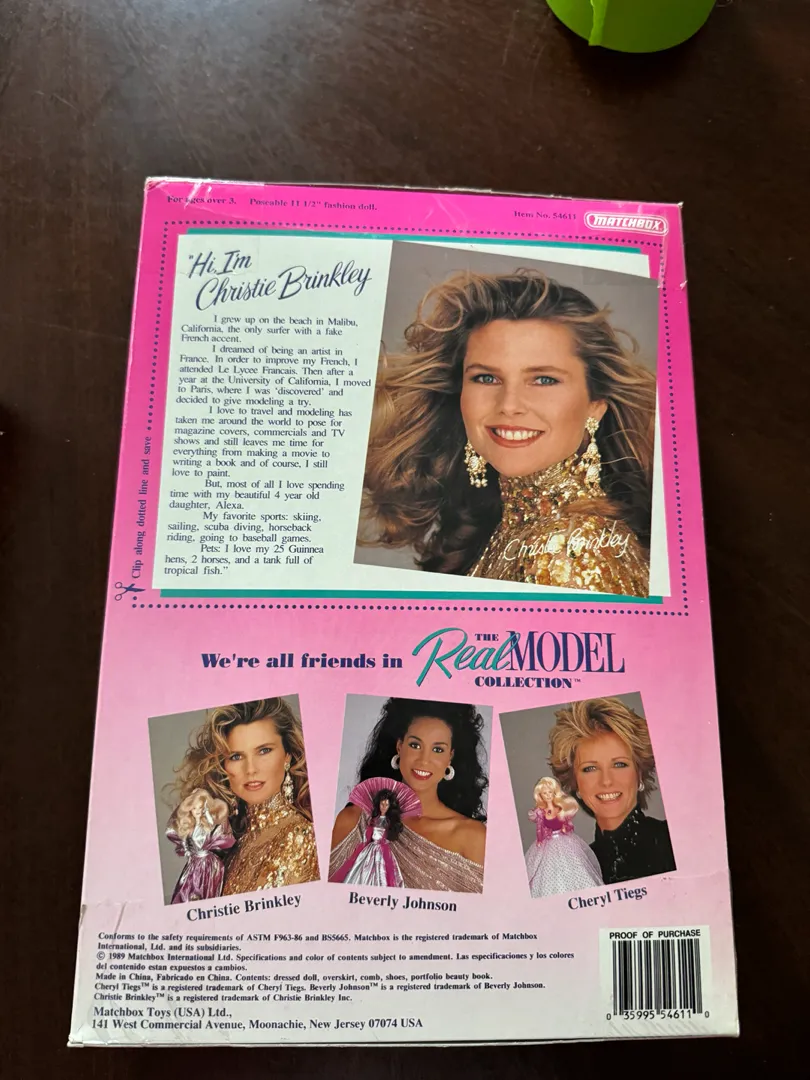 For ages over 3. Poseable 11 1/2" fashion doll.
Item No. 54611
MATCHBOX
"Hi, I'm
Christie Brinkley
I grew up on the beach in Malibu,
California, the only surfer with a fake
French accent.
I dreamed of being an artist in
France. In order to improve my French, I
attended Le Lycee Francais. Then after a
year at the University of California, I moved
to Paris, where I was 'discovered' and
decided to give modeling a try.
I love to travel and modeling has
taken me around the world to pose for
magazine covers, commercials and TV
shows and still leaves me time for
everything from making a movie to
writing a book and of course, I still
love to paint.
But, most of all I love spending
time with my beautiful 4 year old
daughter, Alexa.
My favorite sports: skiing,
sailing, scuba diving, horseback
riding, going to baseball games.
Pets: I love my 25 Guinnea
hens, 2 horses, and a tank full of
tropical fish."
Christie Brinkley
Clip along dotted line and save
We're all friends in THE Real MODEL COLLECTION™
Christie Brinkley
Beverly Johnson
Cheryl Tiegs
Conforms to the safety requirements of ASTM F963-86 and BS5665. Matchbox is the registered trademark of Matchbox
International, Ltd. and its subsidiaries.
© 1989 Matchbox International Ltd. Specifications and color of contents subject to amendment. Las especificaciones y los colores
del contenido estan expuestos a cambios.
Made in China, Fabricado en China. Contents: dressed doll, overskirt, comb, shoes, portfolio beauty book.
Cheryl Tiegs™ is a registered trademark of Cheryl Tiegs. Beverly Johnson™ is a registered trademark of Beverly Johnson.
Christie Brinkley™ is a registered trademark of Christie Brinkley Inc.
Matchbox Toys (USA) Ltd.,
141 West Commercial Avenue, Moonachie, New Jersey 07074 USA
PROOF OF PURCHASE
0 35995 54611 0